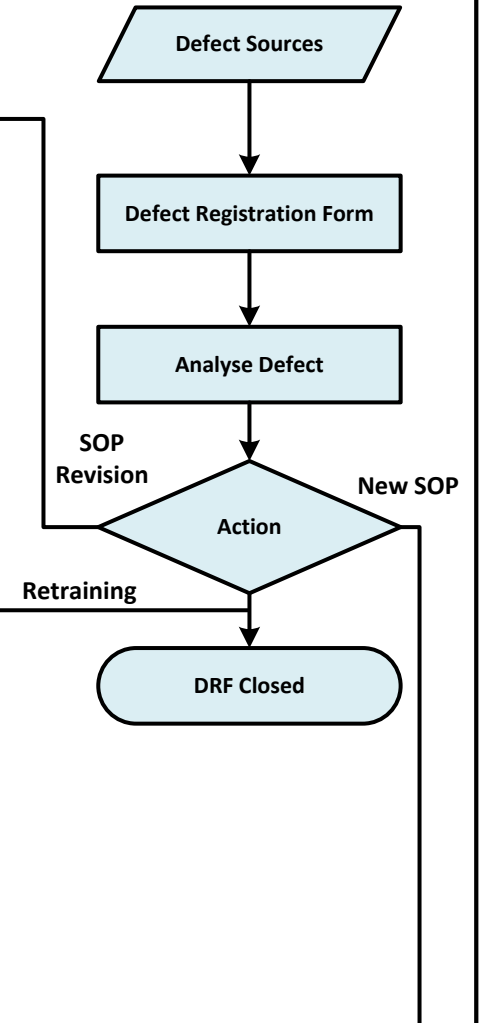 Defect Sources
Defect Registration Form
Analyse Defect
SOP
Revision
New SOP
Action
Retraining
DRF Closed